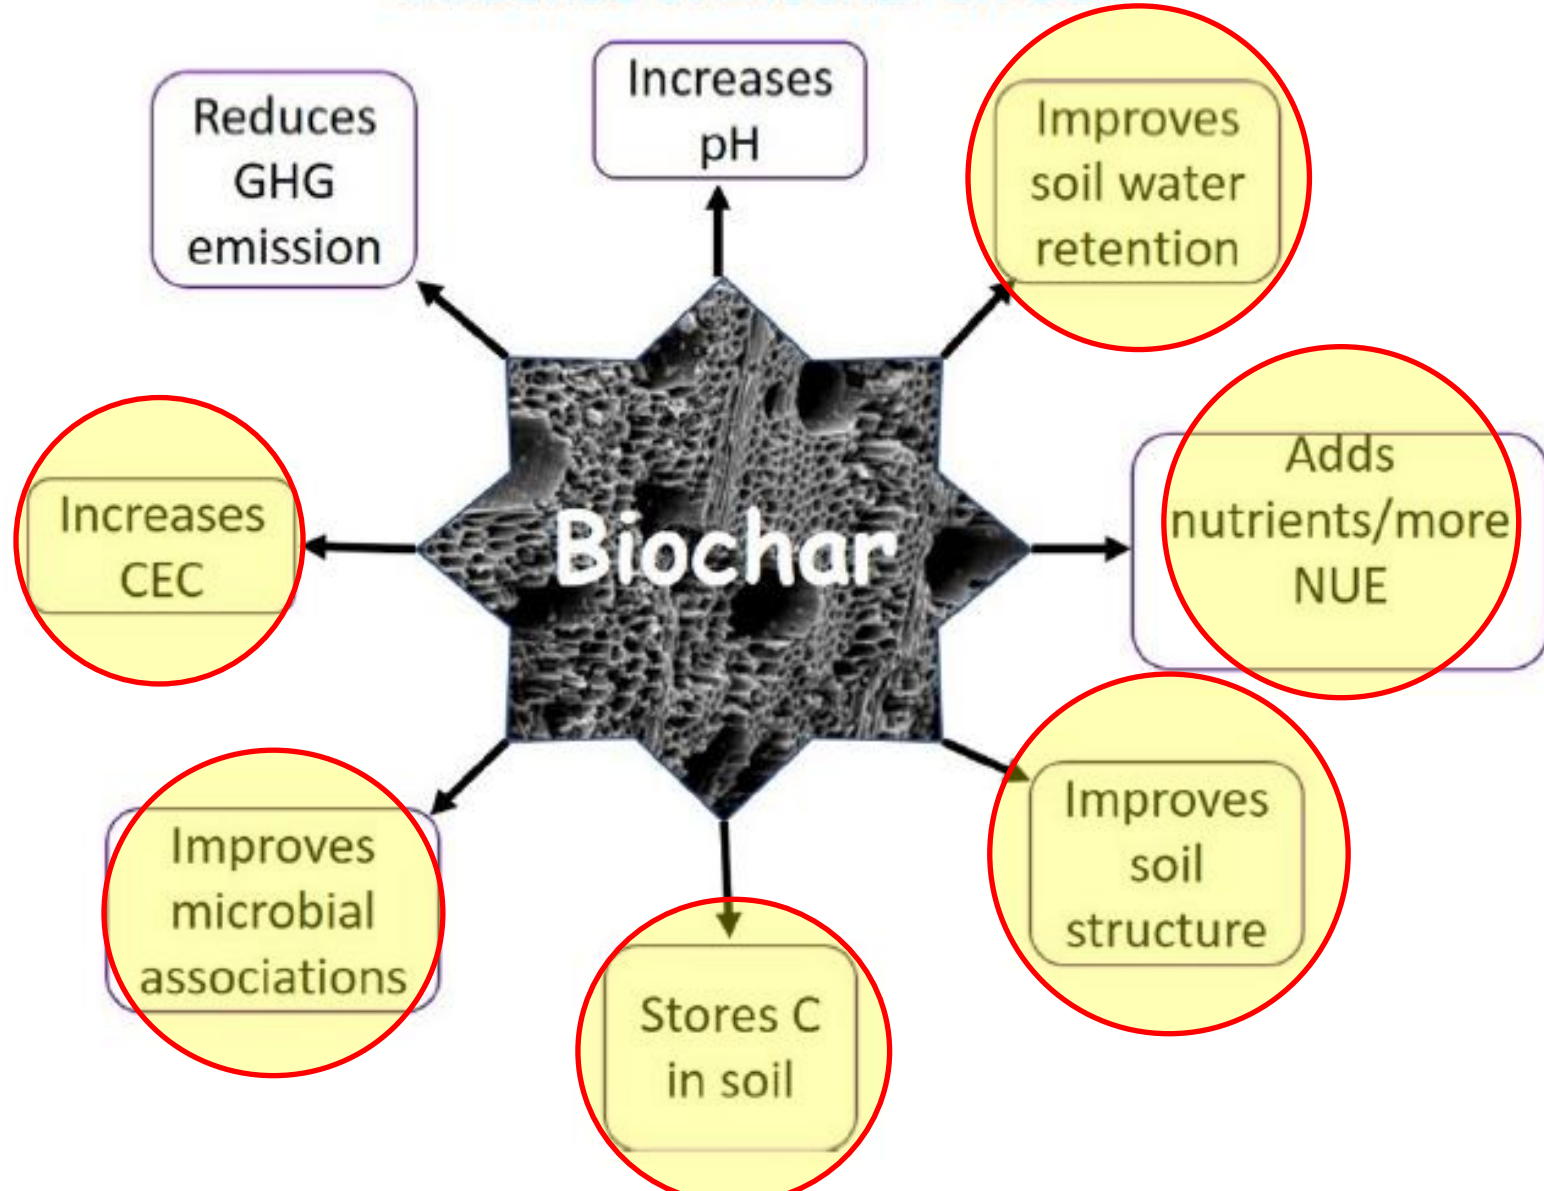 Reduces
GHG
emission
Increases
pH
Improves
soil water
retention
Increases
CEC
Biochar
Adds
nutrients/more
NUE
Improves
microbial
associations
Stores C
in soil
Improves
soil
structure